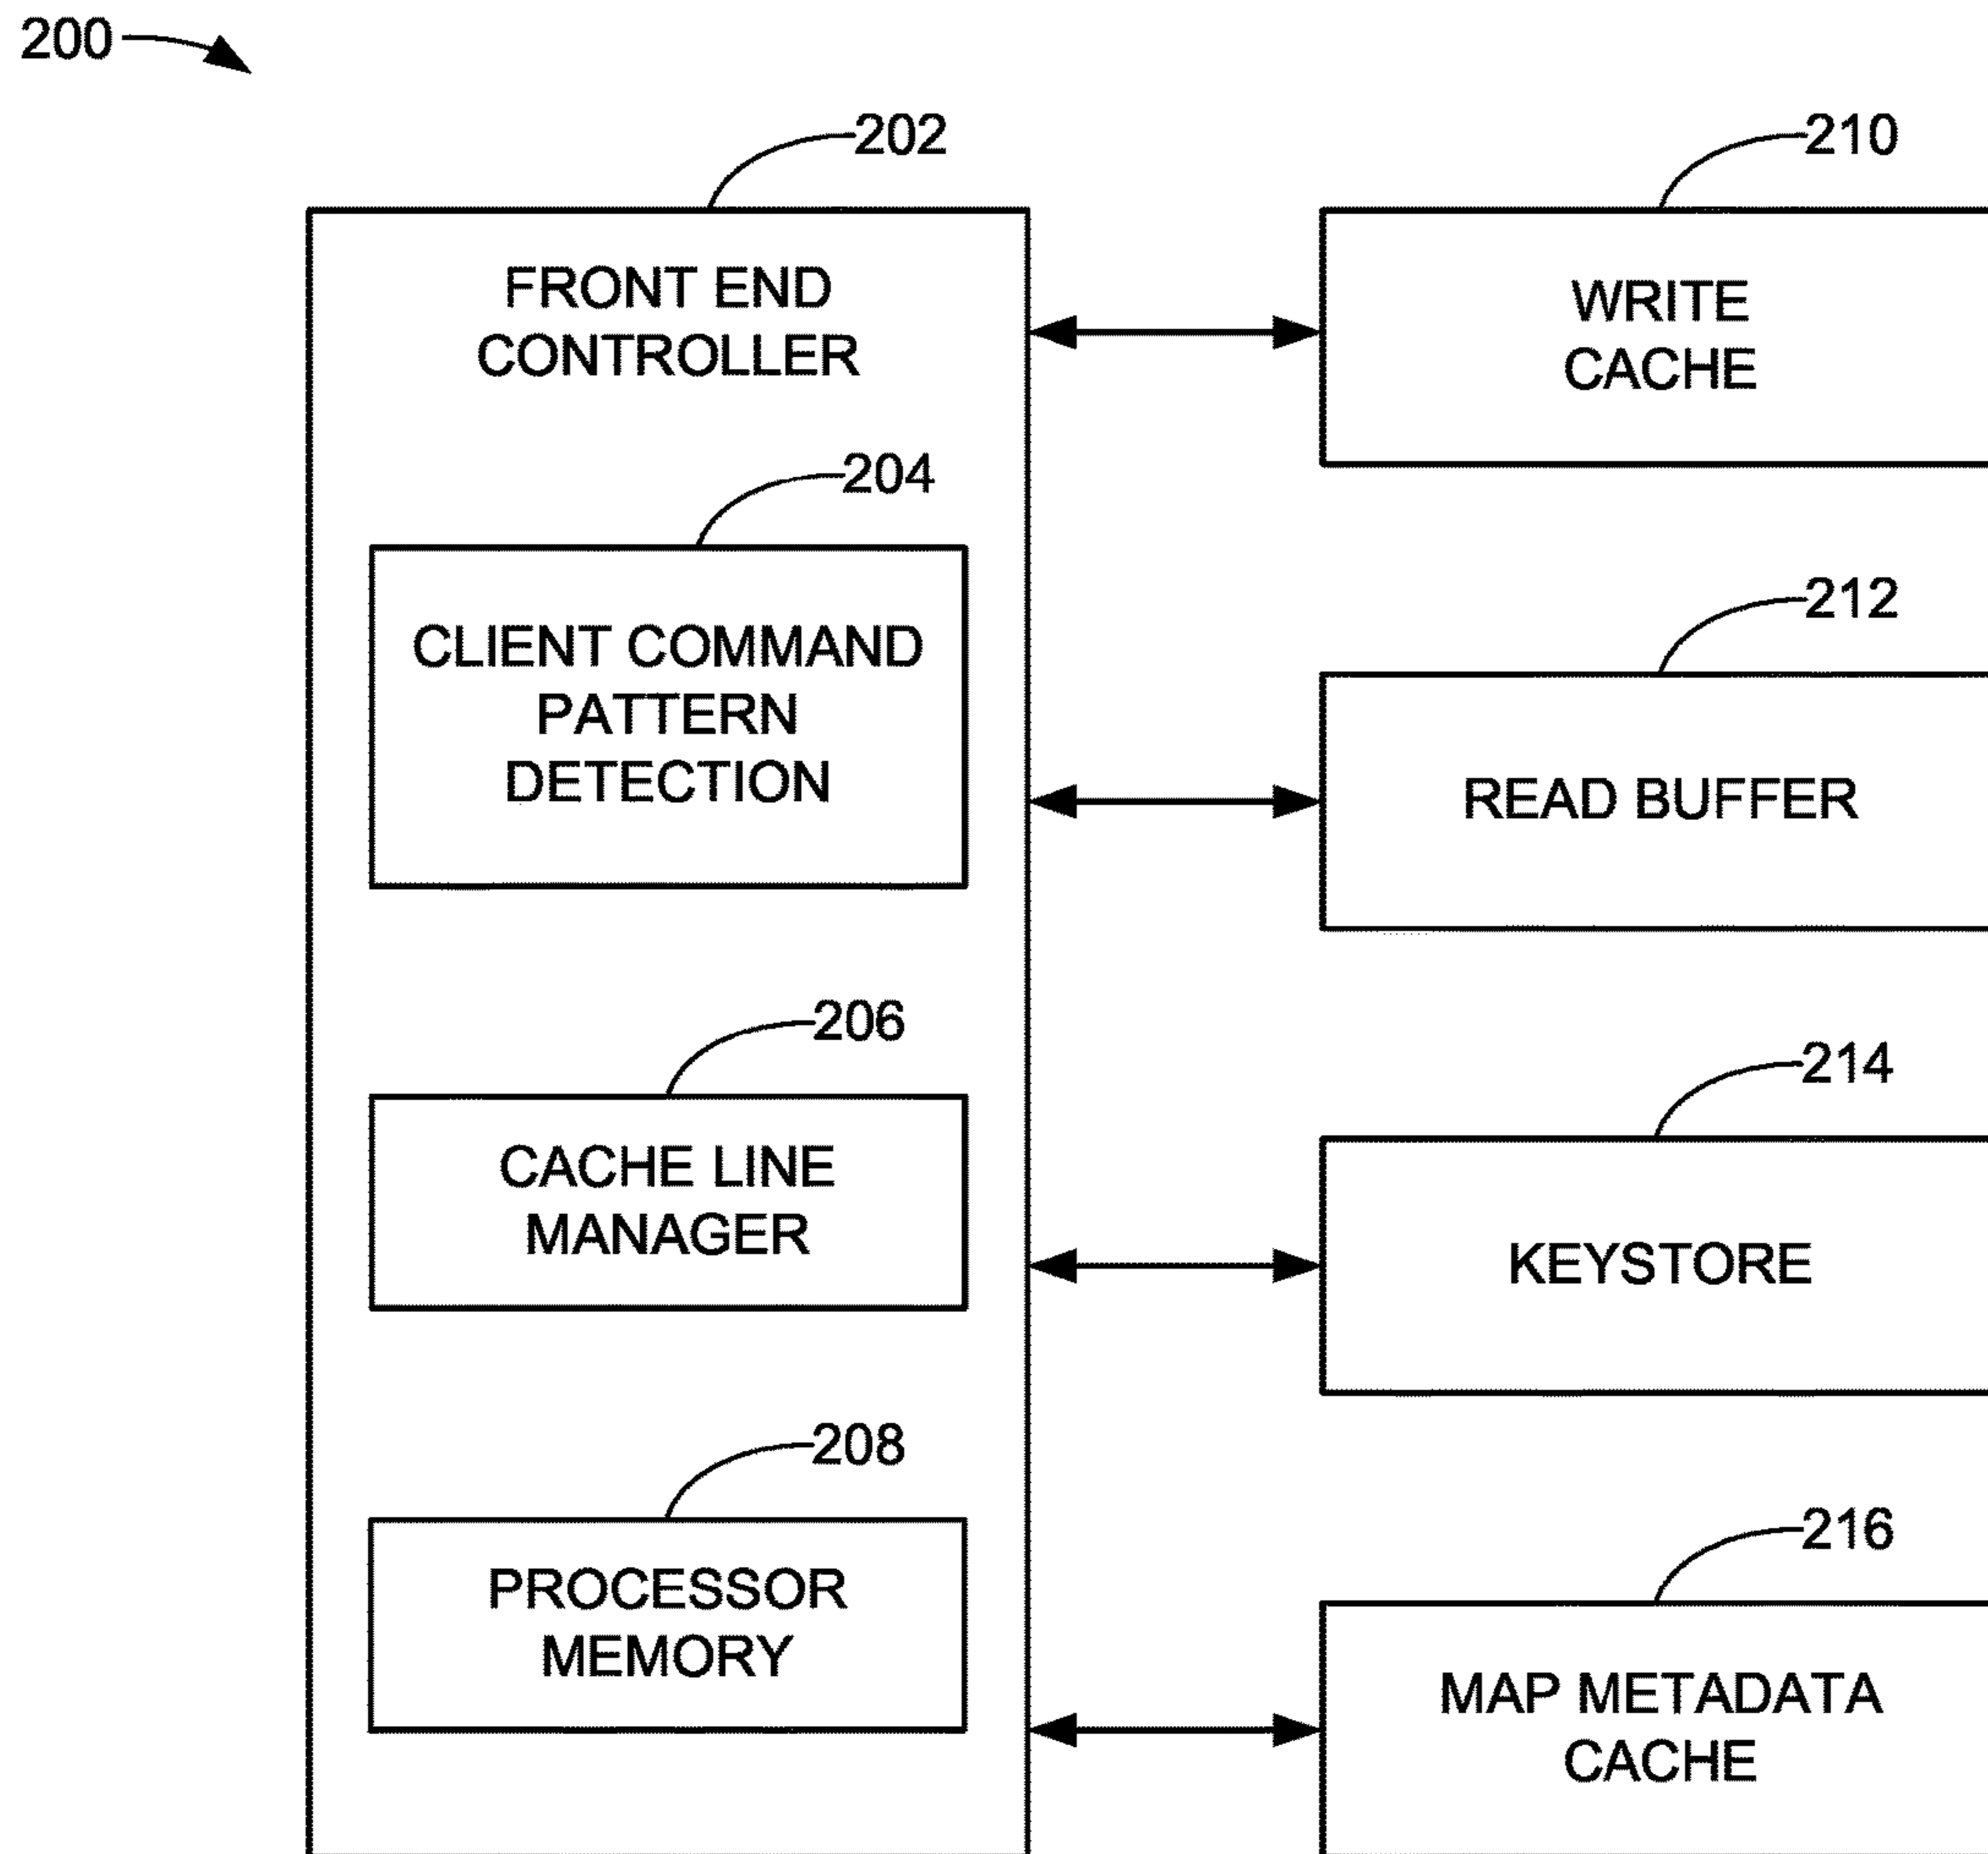 200
202
FRONT END
CONTROLLER
204
CLIENT COMMAND
PATTERN
DETECTION
206
CACHE LINE
MANAGER
208
PROCESSOR
MEMORY
210
WRITE
CACHE
212
READ BUFFER
214
KEYSTORE
216
MAP METADATA
CACHE